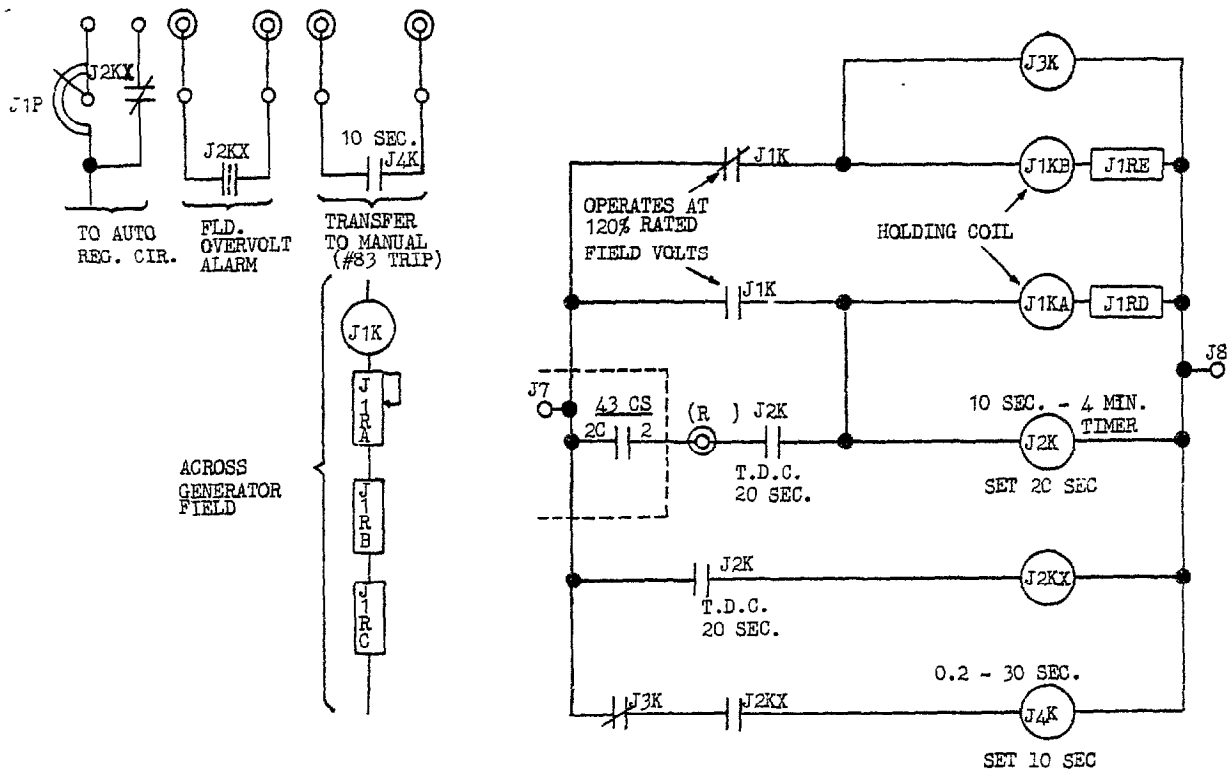 J1P
J2KX
J2KX
10 SEC.
J4K
TO AUTO
REG. CIR.
FLD.
OVERVOLT
ALARM
TRANSFER
TO MANUAL
(#83 TRIP)
J1K
J1RA
J1RB
J1RC
ACROSS
GENERATOR
FIELD
J3K
J1K
J1KB
J1RE
OPERATES AT
120% RATED
FIELD VOLTS
HOLDING COIL
J1K
J1KA
J1RD
J8
J7
43 CS
2C
2
(R )
J2K
T.D.C.
20 SEC.
10 SEC. - 4 MIN.
TIMER
J2K
SET 20 SEC
J2K
T.D.C.
20 SEC.
J2KX
0.2 - 30 SEC.
J3K
J2KX
J4K
SET 10 SEC